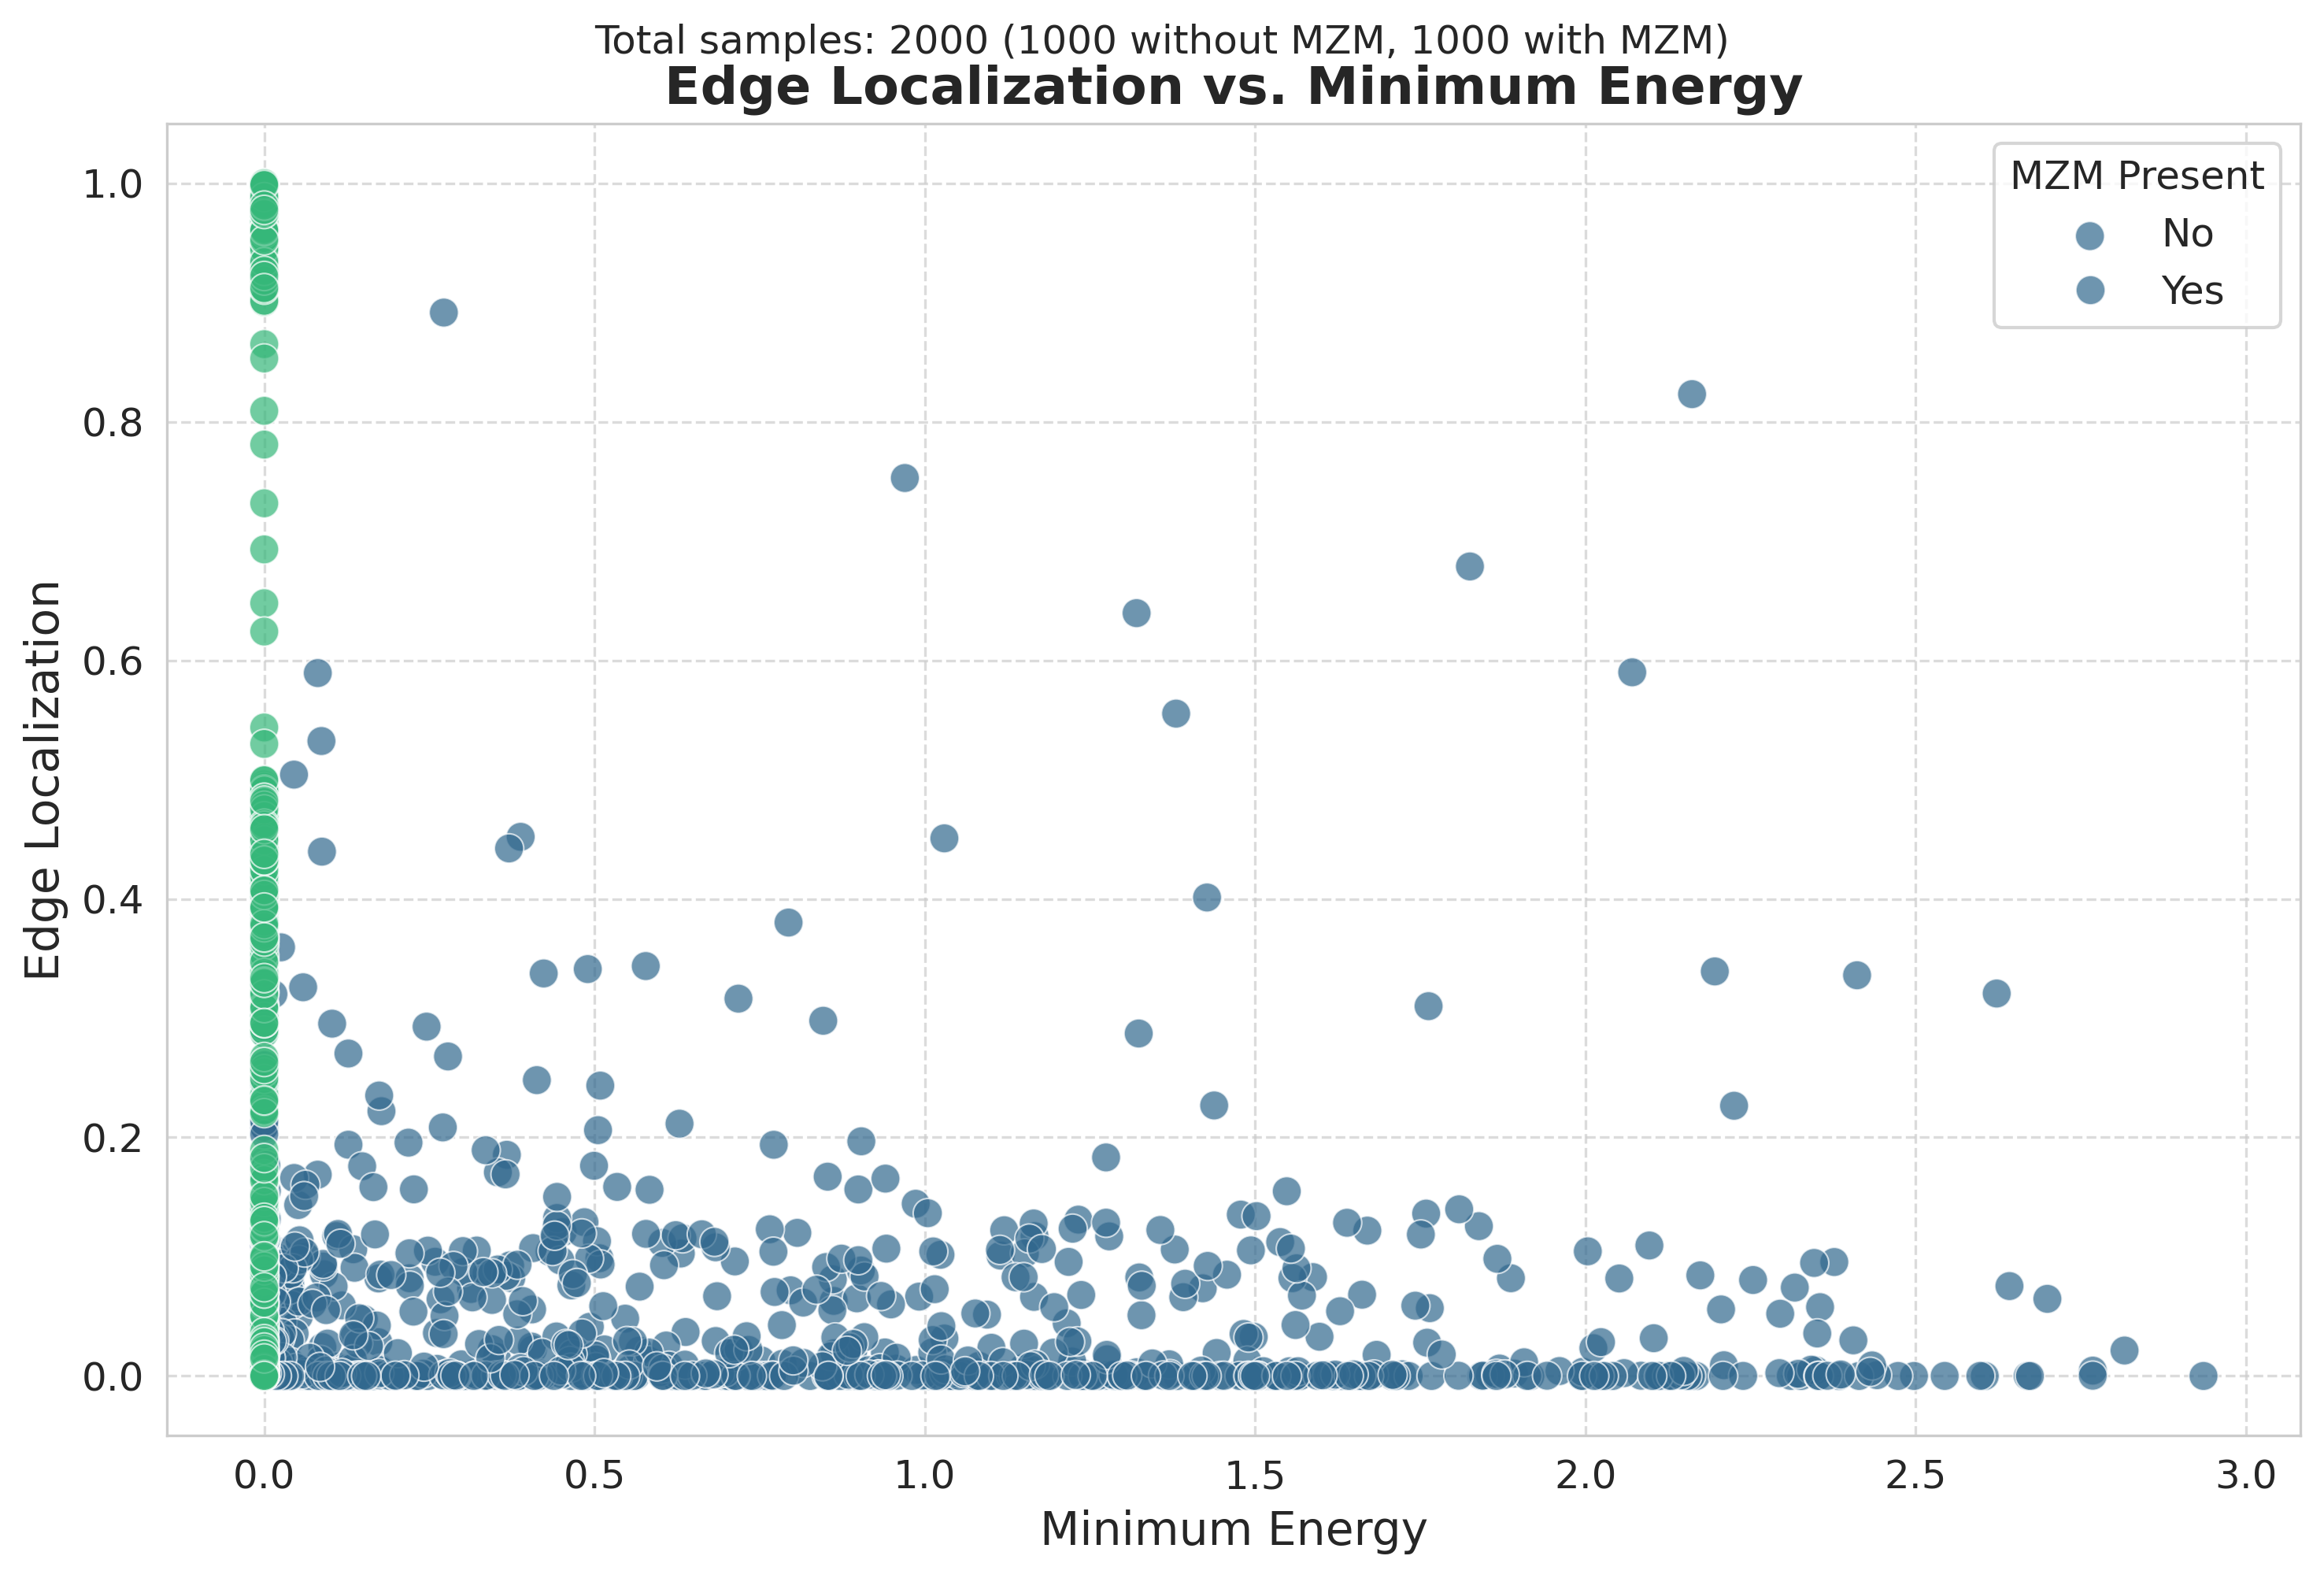 Total samples: 2000 (1000 without MZM, 1000 with MZM)
Edge Localization vs. Minimum Energy
MZM Present
No
Yes
Edge Localization
1.0
0.8
0.6
0.4
0.2
0.0
0.0 0.5 1.0 1.5 2.0 2.5 3.0
Minimum Energy